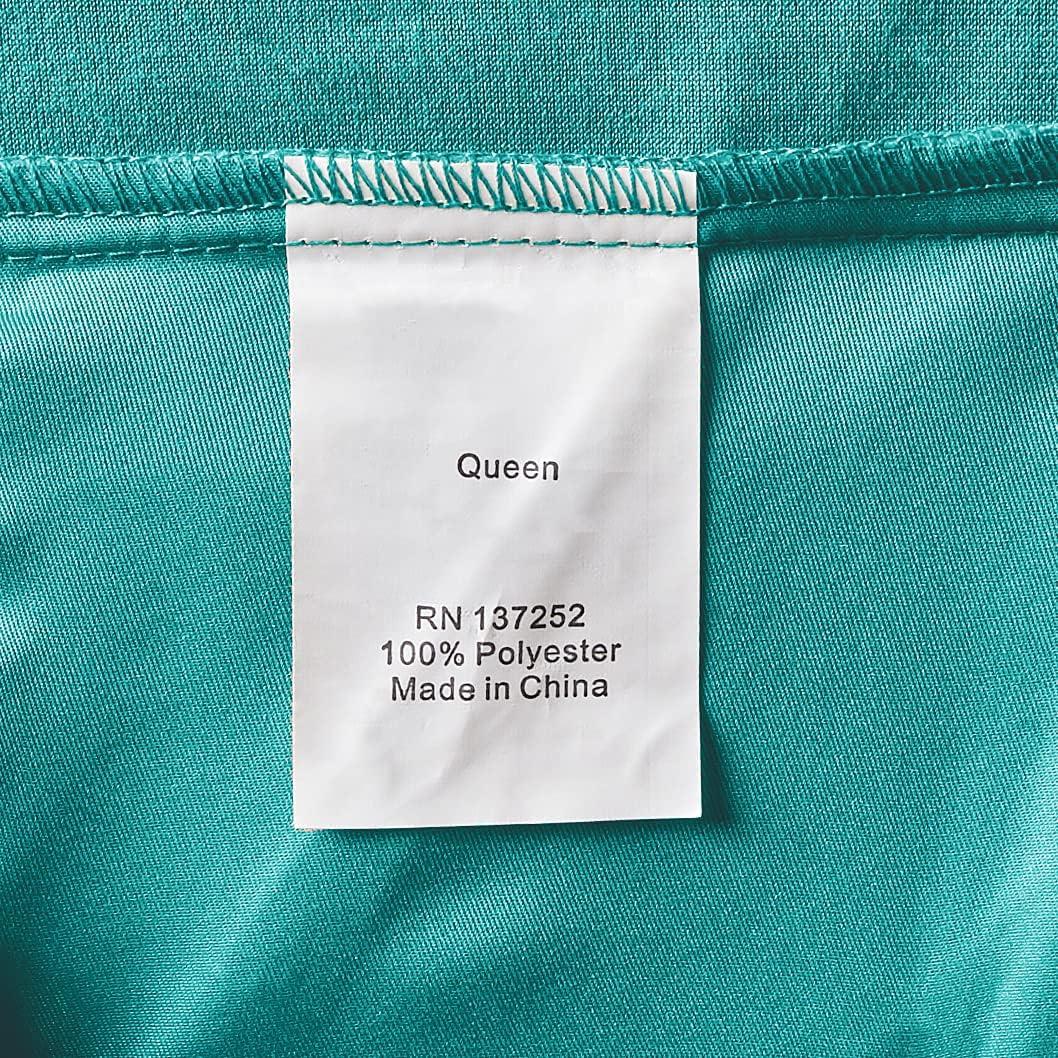 Queen
RN 137252
100% Polyester
Made in China